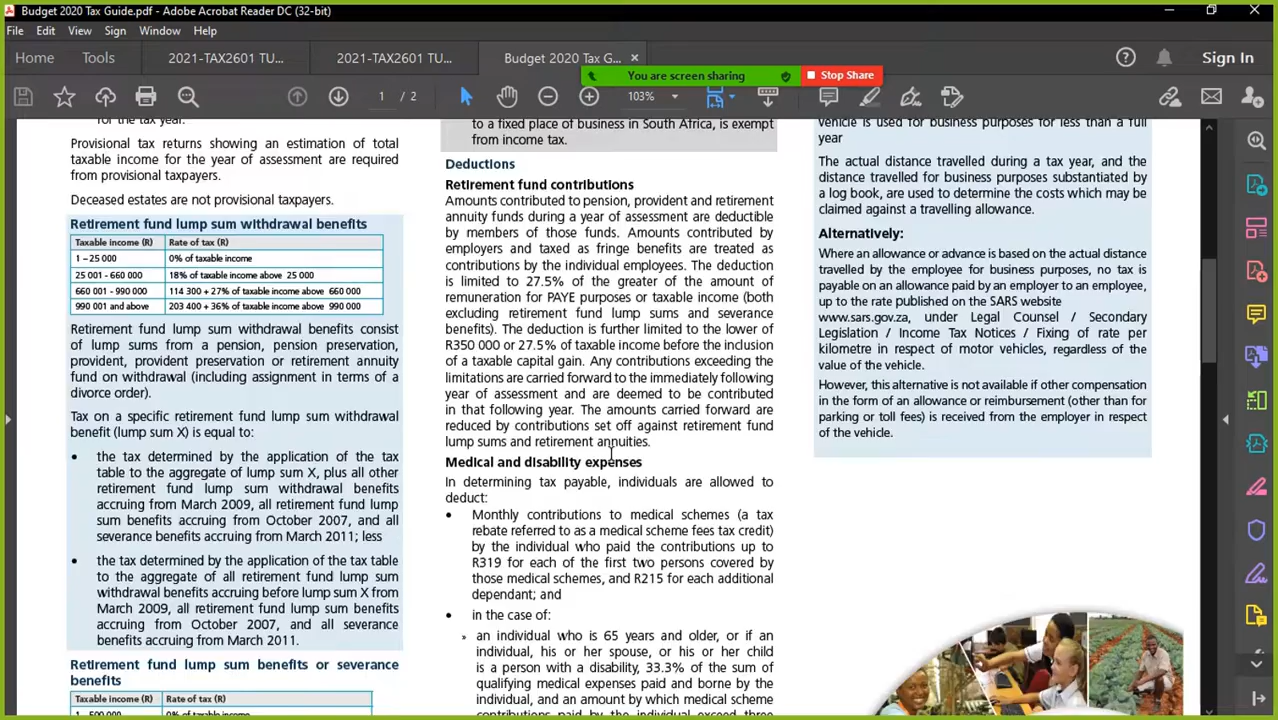 Budget 2020 Tax Guide.pdf - Adobe Acrobat Reader DC (32-bit)
File Edit View Sign Window Help
Home Tools 2021-TAX2601 TU... 2021-TAX2601 TU... Budget 2020 Tax G... × Sign In
You are screen sharing Stop Share
1 / 2 103%
for the tax year.
Provisional tax returns showing an estimation of total
taxable income for the year of assessment are required
from provisional taxpayers.
Deceased estates are not provisional taxpayers.
Retirement fund lump sum withdrawal benefits
Taxable income (R) Rate of tax (R)
1 – 25 000 0% of taxable income
25 001 - 660 000 18% of taxable income above 25 000
660 001 - 990 000 114 300 + 27% of taxable income above 660 000
990 001 and above 203 400 + 36% of taxable income above 990 000
Retirement fund lump sum withdrawal benefits consist
of lump sums from a pension, pension preservation,
provident, provident preservation or retirement annuity
fund on withdrawal (including assignment in terms of a
divorce order).
Tax on a specific retirement fund lump sum withdrawal
benefit (lump sum X) is equal to:
• the tax determined by the application of the tax
table to the aggregate of lump sum X, plus all other
retirement fund lump sum withdrawal benefits
accruing from March 2009, all retirement fund lump
sum benefits accruing from October 2007, and all
severance benefits accruing from March 2011; less
• the tax determined by the application of the tax table
to the aggregate of all retirement fund lump sum
withdrawal benefits accruing before lump sum X from
March 2009, all retirement fund lump sum benefits
accruing from October 2007, and all severance
benefits accruing from March 2011.
Retirement fund lump sum benefits or severance
benefits
Taxable income (R) Rate of tax (R)
1 - 500 000 0% of taxable income
to a fixed place of business in South Africa, is exempt
from income tax.
Deductions
Retirement fund contributions
Amounts contributed to pension, provident and retirement
annuity funds during a year of assessment are deductible
by members of those funds. Amounts contributed by
employers and taxed as fringe benefits are treated as
contributions by the individual employees. The deduction
is limited to 27.5% of the greater of the amount of
remuneration for PAYE purposes or taxable income (both
excluding retirement fund lump sums and severance
benefits). The deduction is further limited to the lower of
R350 000 or 27.5% of taxable income before the inclusion
of a taxable capital gain. Any contributions exceeding the
limitations are carried forward to the immediately following
year of assessment and are deemed to be contributed
in that following year. The amounts carried forward are
reduced by contributions set off against retirement fund
lump sums and retirement annuities.
Medical and disability expenses
In determining tax payable, individuals are allowed to
deduct:
• Monthly contributions to medical schemes (a tax
rebate referred to as a medical scheme fees tax credit)
by the individual who paid the contributions up to
R319 for each of the first two persons covered by
those medical schemes, and R215 for each additional
dependant; and
• in the case of:
» an individual who is 65 years and older, or if an
individual, his or her spouse, or his or her child
is a person with a disability, 33.3% of the sum of
qualifying medical expenses paid and borne by the
individual, and an amount by which medical scheme
contributions paid by the individual exceed three
vehicle is used for business purposes for less than a full
year
The actual distance travelled during a tax year, and the
distance travelled for business purposes substantiated by
a log book, are used to determine the costs which may be
claimed against a travelling allowance.
Alternatively:
Where an allowance or advance is based on the actual distance
travelled by the employee for business purposes, no tax is
payable on an allowance paid by an employer to an employee,
up to the rate published on the SARS website
www.sars.gov.za, under Legal Counsel / Secondary
Legislation / Income Tax Notices / Fixing of rate per
kilometre in respect of motor vehicles, regardless of the
value of the vehicle.
However, this alternative is not available if other compensation
in the form of an allowance or reimbursement (other than for
parking or toll fees) is received from the employer in respect
of the vehicle.